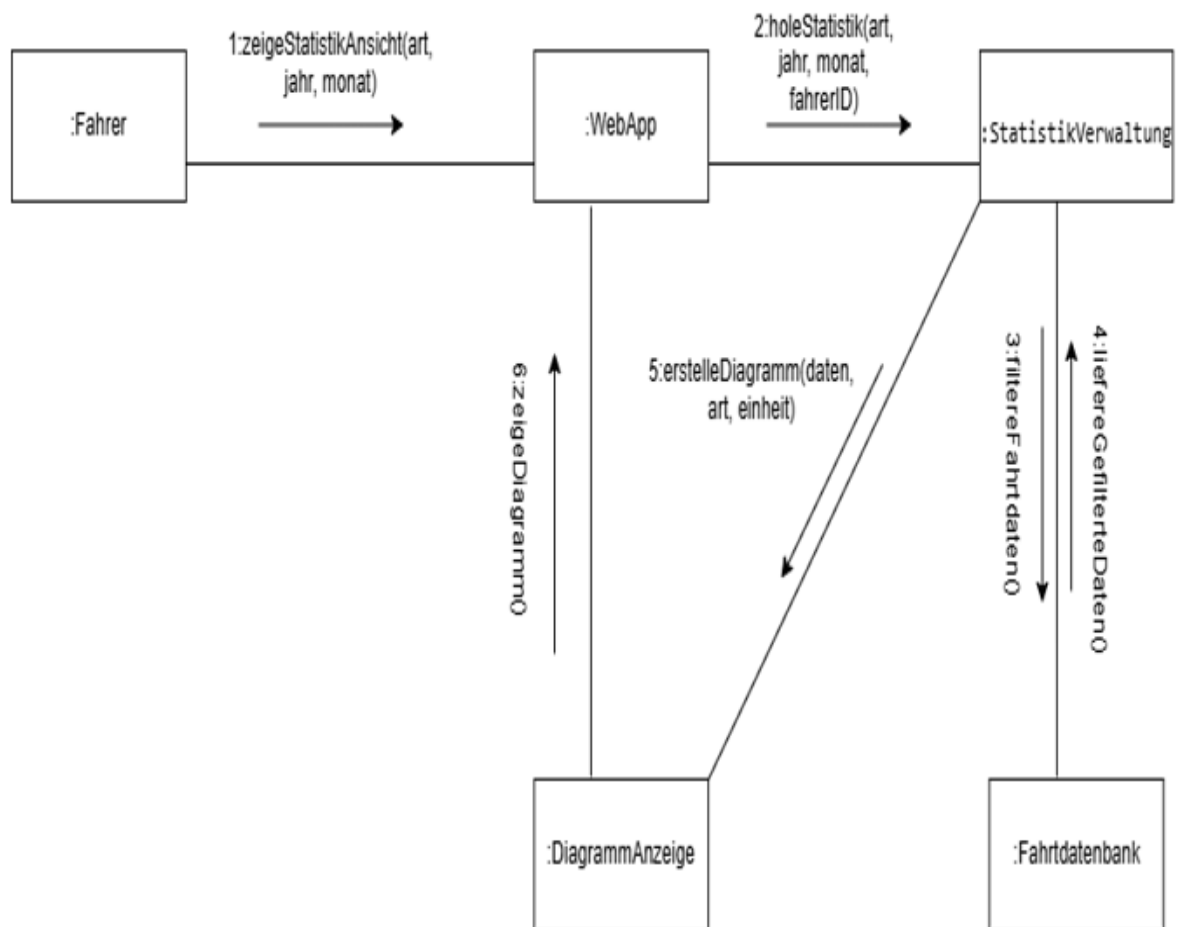 1:zeigeStatistikAnsicht(art,
jahr, monat)
2:holeStatistik(art,
jahr, monat,
fahrerID)
:Fahrer
:WebApp
:StatistikVerwaltung
6:zeigeDiagramm()
5:erstelleDiagramm(daten,
art, einheit)
3:filtereFahrtdaten()
4:liefereGefilterteDaten()
:DiagrammAnzeige
:Fahrtdatenbank